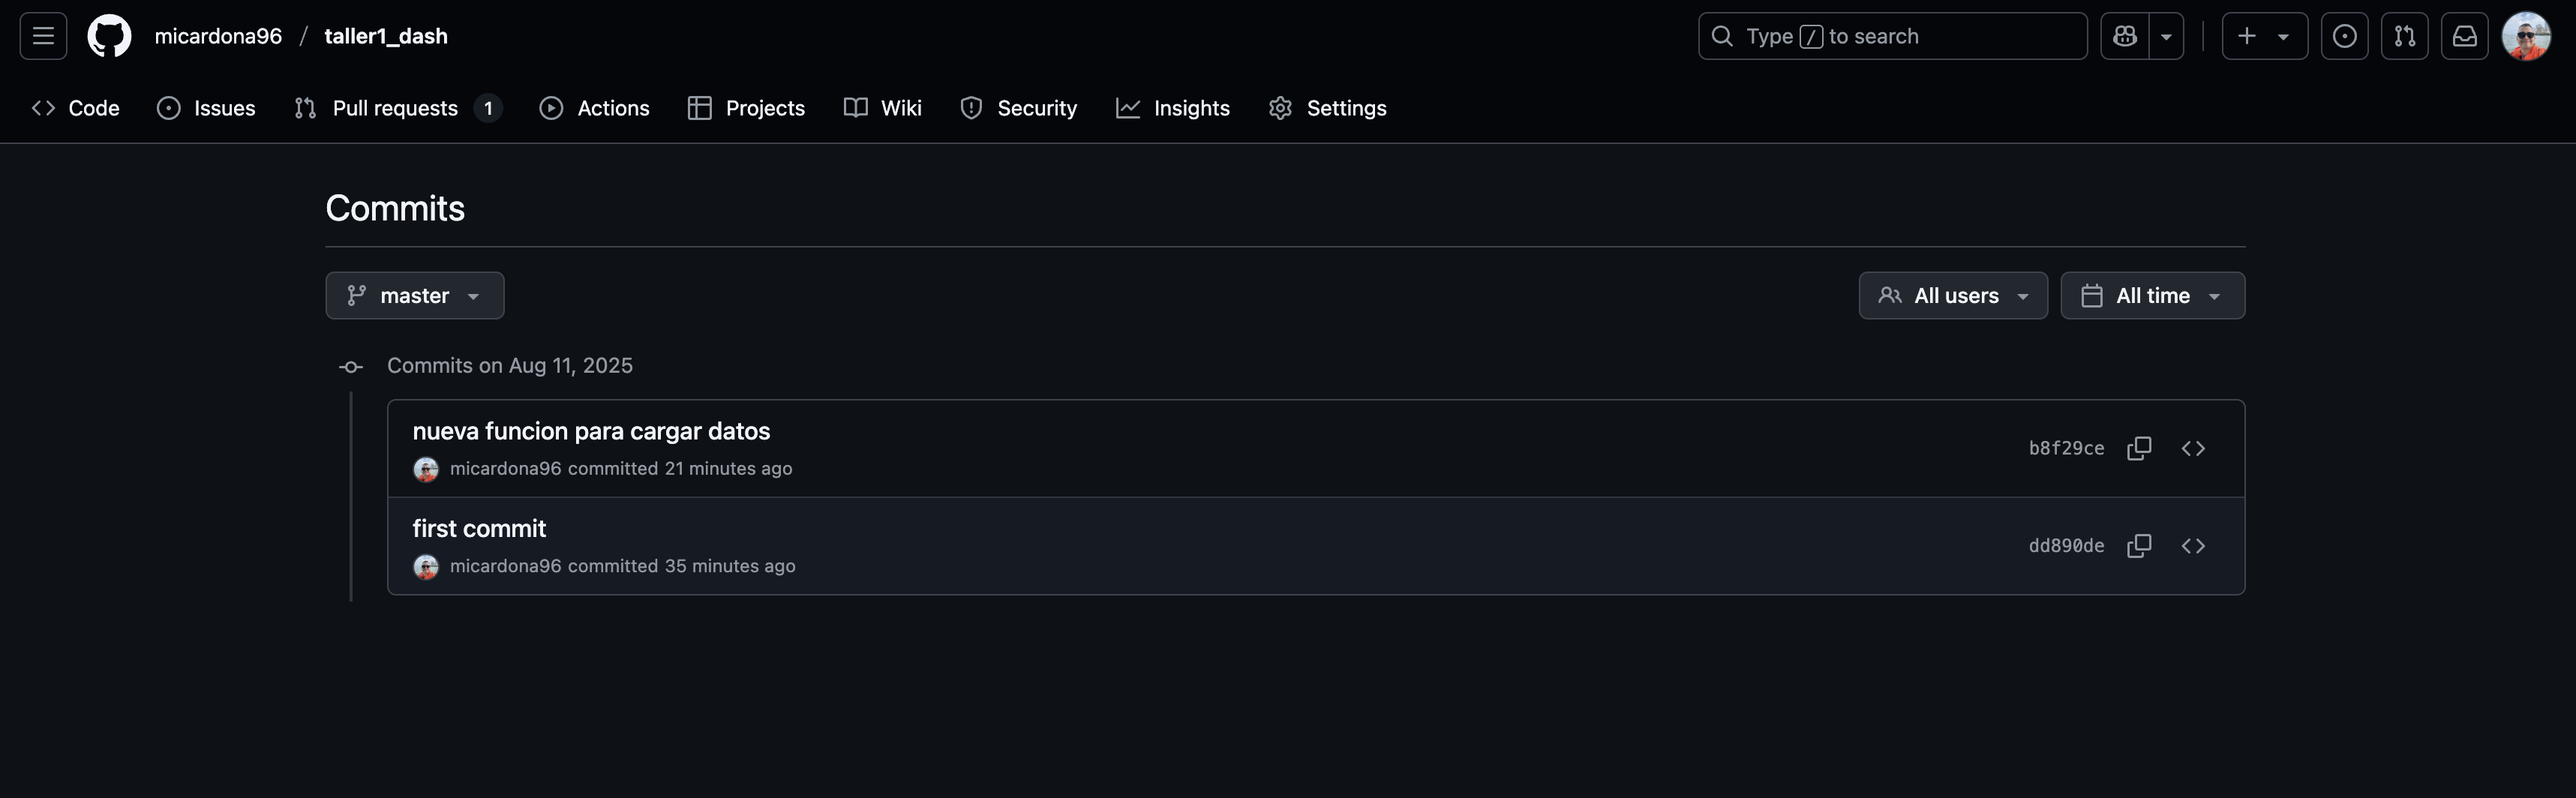 micardona96 / taller1_dash
Type / to search
Code Issues Pull requests 1 Actions Projects Wiki Security Insights Settings
Commits
master
All users All time
Commits on Aug 11, 2025
nueva funcion para cargar datos
micardona96 committed 21 minutes ago
b8f29ce
first commit
micardona96 committed 35 minutes ago
dd890de